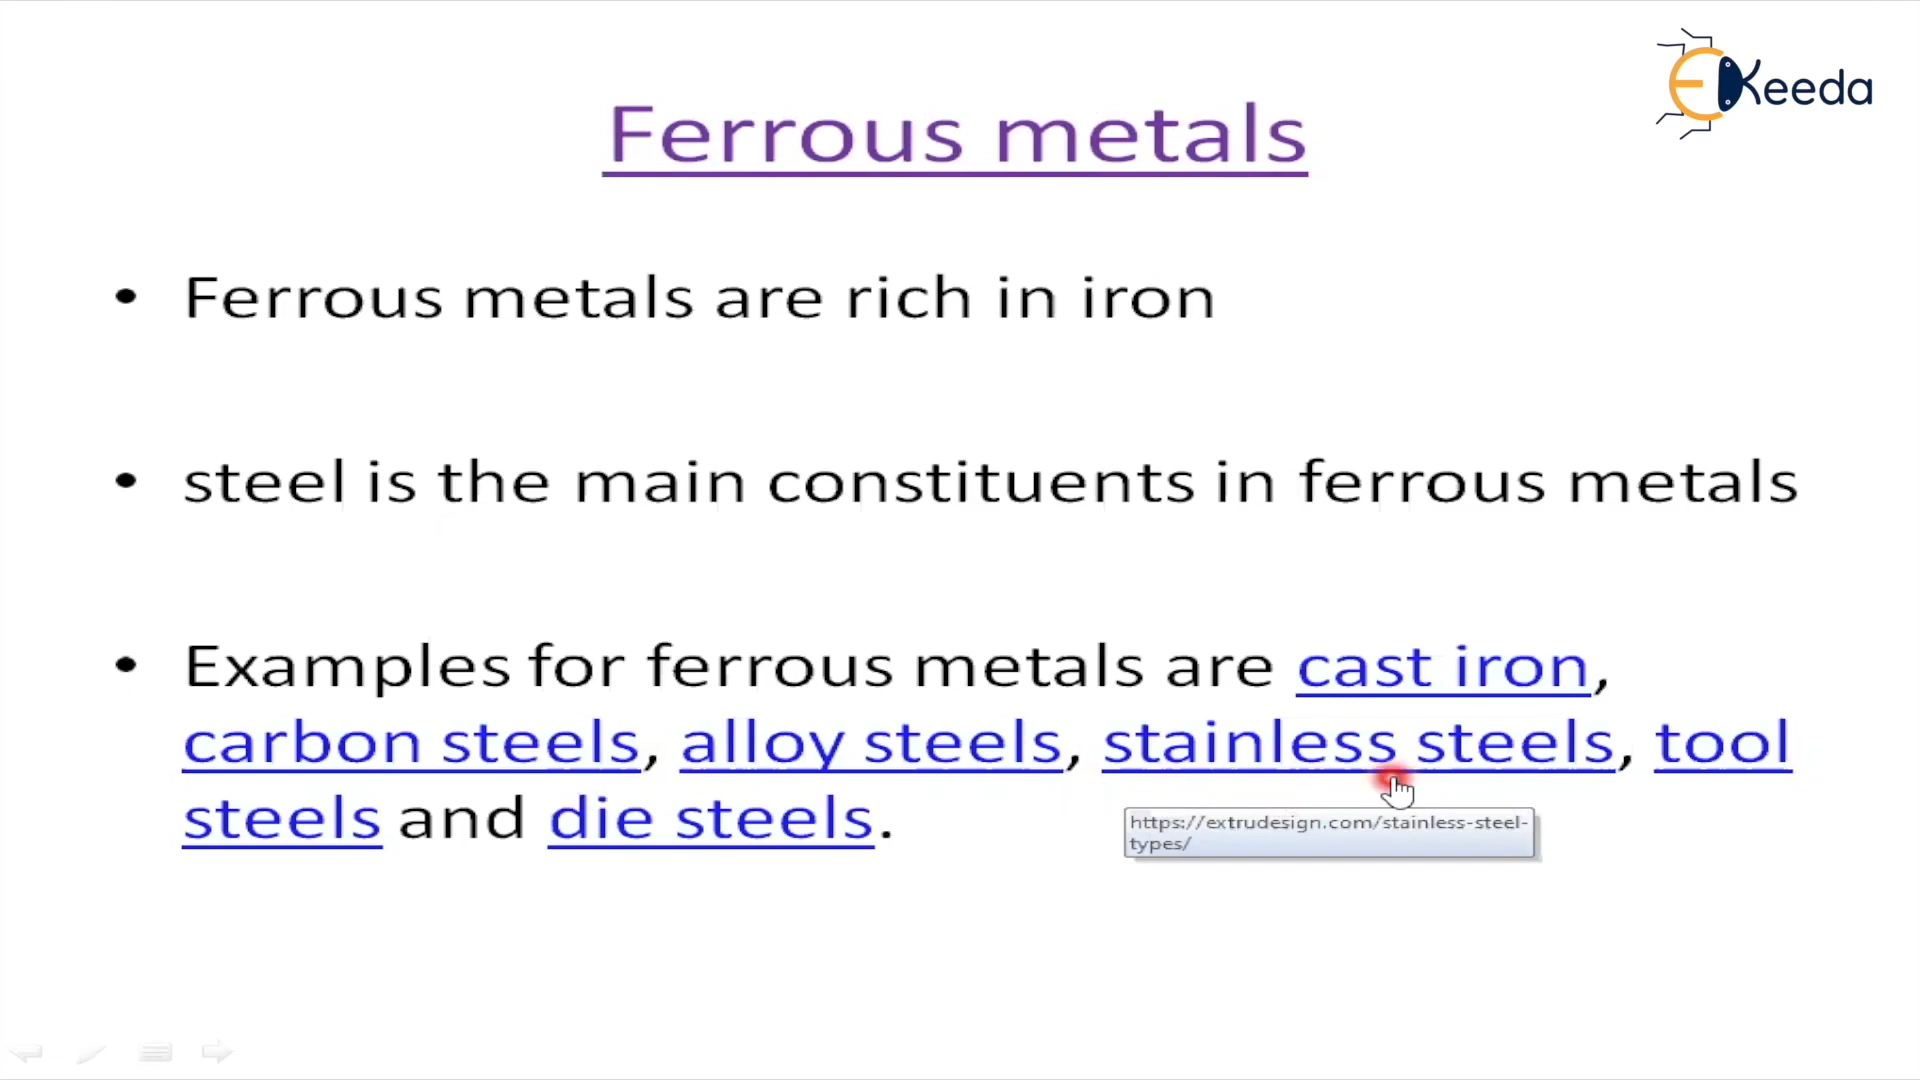 EKeeda
Ferrous metals
• Ferrous metals are rich in iron
• steel is the main constituents in ferrous metals
• Examples for ferrous metals are cast iron,
carbon steels, alloy steels, stainless steels, tool
steels and die steels.
https://extrudesign.com/stainless-steel-
types/